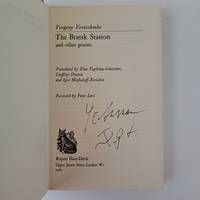 Yevgeny Yevtushenko
The Bratsk Station
and other poems
Translated by Tina Tupikina-Glaessner,
Geoffrey Dutton
and Igor Mezhakoff-Koriakin
Foreword by Peter Levi
Rupert Hart-Davis
Upper James Street London W1